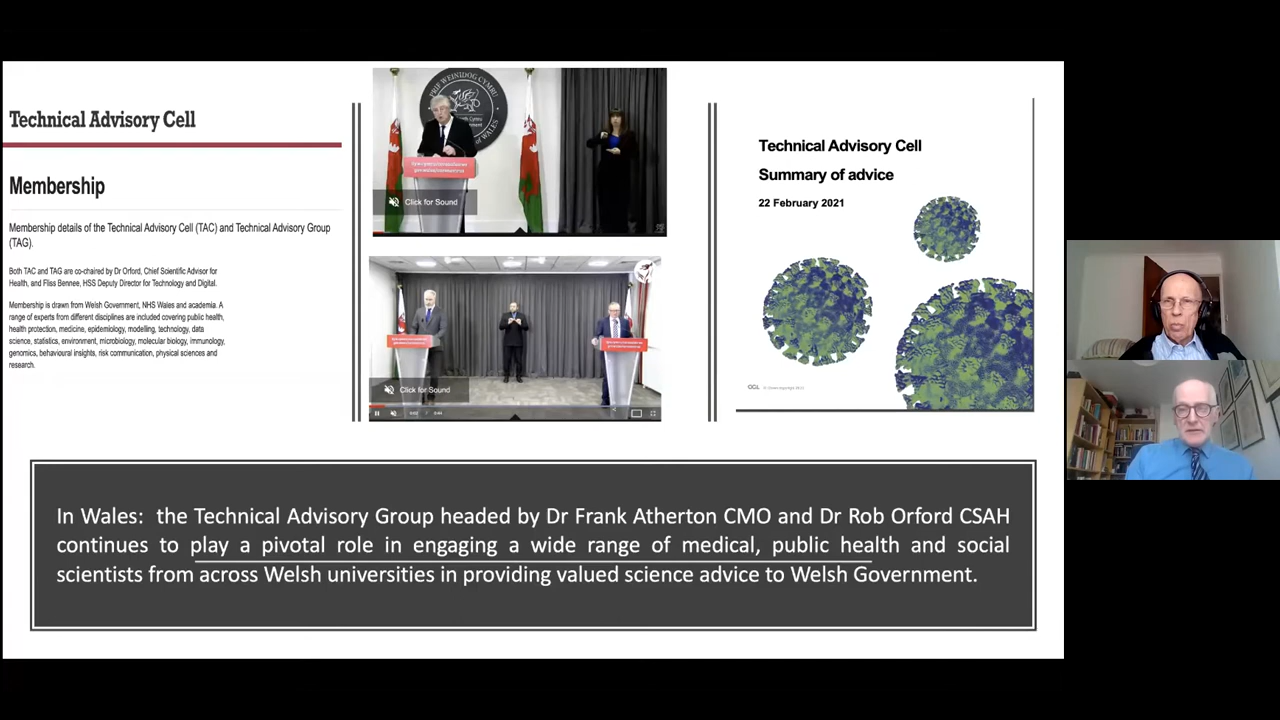 Technical Advisory Cell
Membership
Membership details of the Technical Advisory Cell (TAC) and Technical Advisory Group
(TAG).
Both TAC and TAG are co-chaired by Dr Orford, Chief Scientific Advisor for
Health, and Fliss Bennee, HSS Deputy Director for Technology and Digital.
Membership is drawn from Welsh Government, NHS Wales and academia. A
range of experts from different disciplines are included covering public health,
health protection, medicine, epidemiology, modelling, technology, data
science, statistics, environment, microbiology, molecular biology, immunology,
genomics, behavioural insights, risk communication, physical sciences and
research.
PRIF WEINIDOG CYMRU
of WALES
Click for Sound
Click for Sound
Technical Advisory Cell
Summary of advice
22 February 2021
In Wales: the Technical Advisory Group headed by Dr Frank Atherton CMO and Dr Rob Orford CSAH
continues to play a pivotal role in engaging a wide range of medical, public health and social
scientists from across Welsh universities in providing valued science advice to Welsh Government.